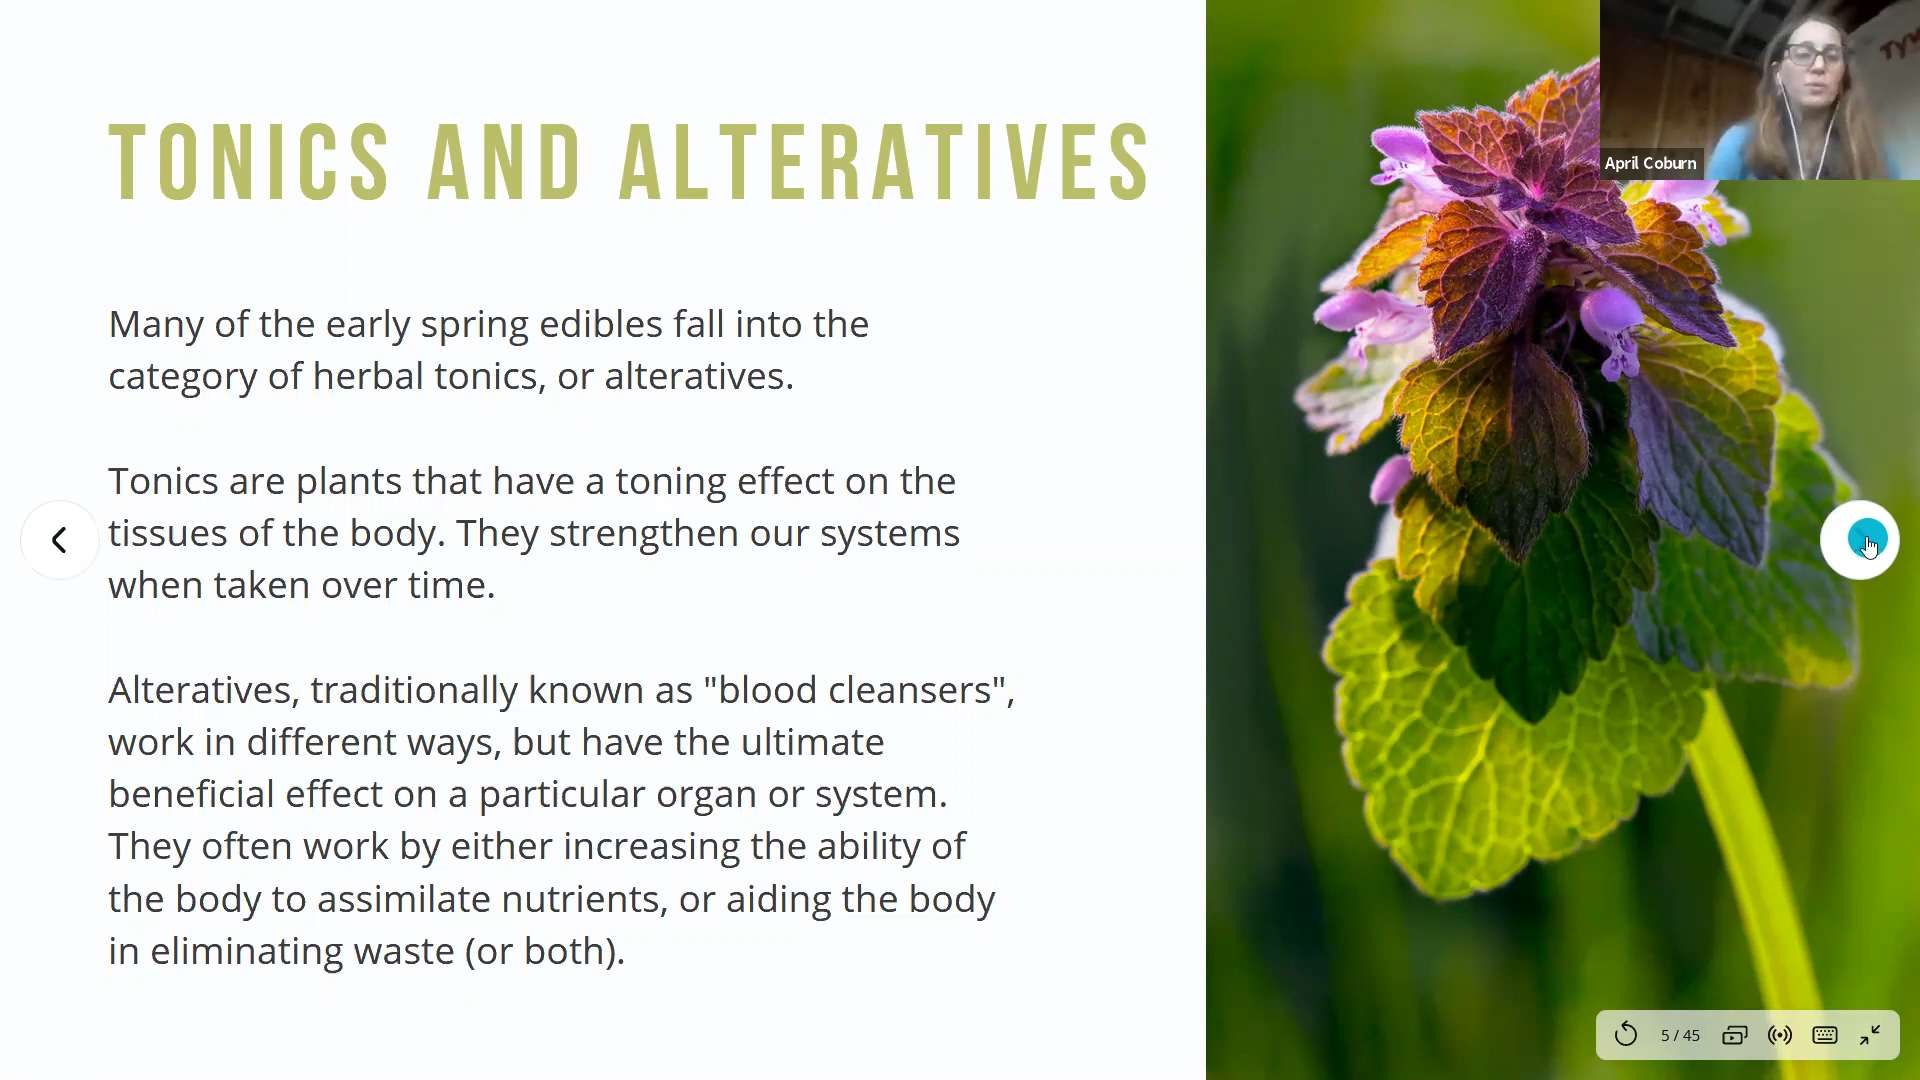 TONICS AND ALTERATIVES
Many of the early spring edibles fall into the
category of herbal tonics, or alteratives.
Tonics are plants that have a toning effect on the
tissues of the body. They strengthen our systems
when taken over time.
Alteratives, traditionally known as "blood cleansers",
work in different ways, but have the ultimate
beneficial effect on a particular organ or system.
They often work by either increasing the ability of
the body to assimilate nutrients, or aiding the body
in eliminating waste (or both).
April Coburn
5 / 45